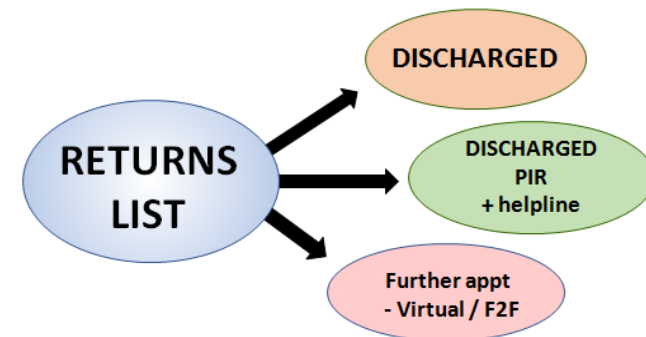 RETURNS
LIST
DISCHARGED
DISCHARGED
PIR
+ helpline
Further appt
- Virtual / F2F